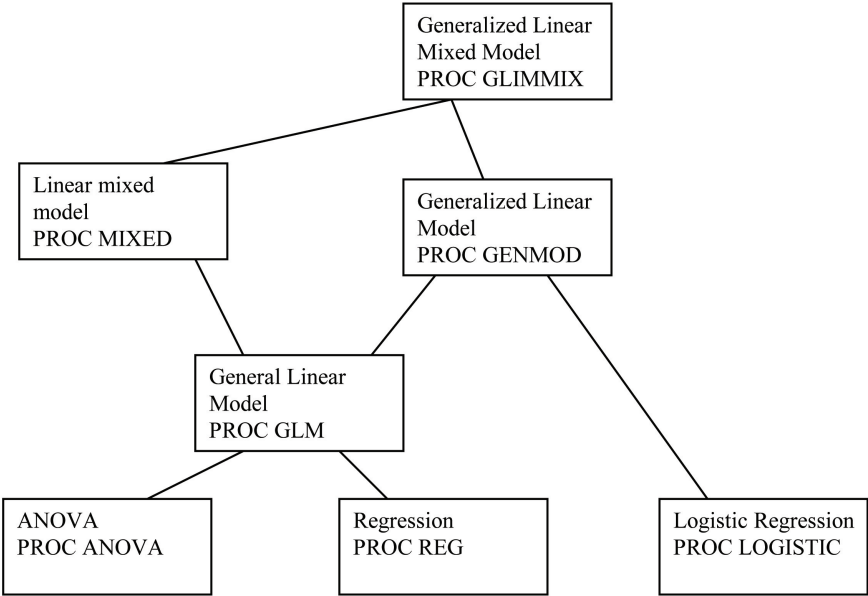 Generalized Linear
Mixed Model
PROC GLIMMIX
Linear mixed
model
PROC MIXED
Generalized Linear
Model
PROC GENMOD
General Linear
Model
PROC GLM
ANOVA
PROC ANOVA
Regression
PROC REG
Logistic Regression
PROC LOGISTIC